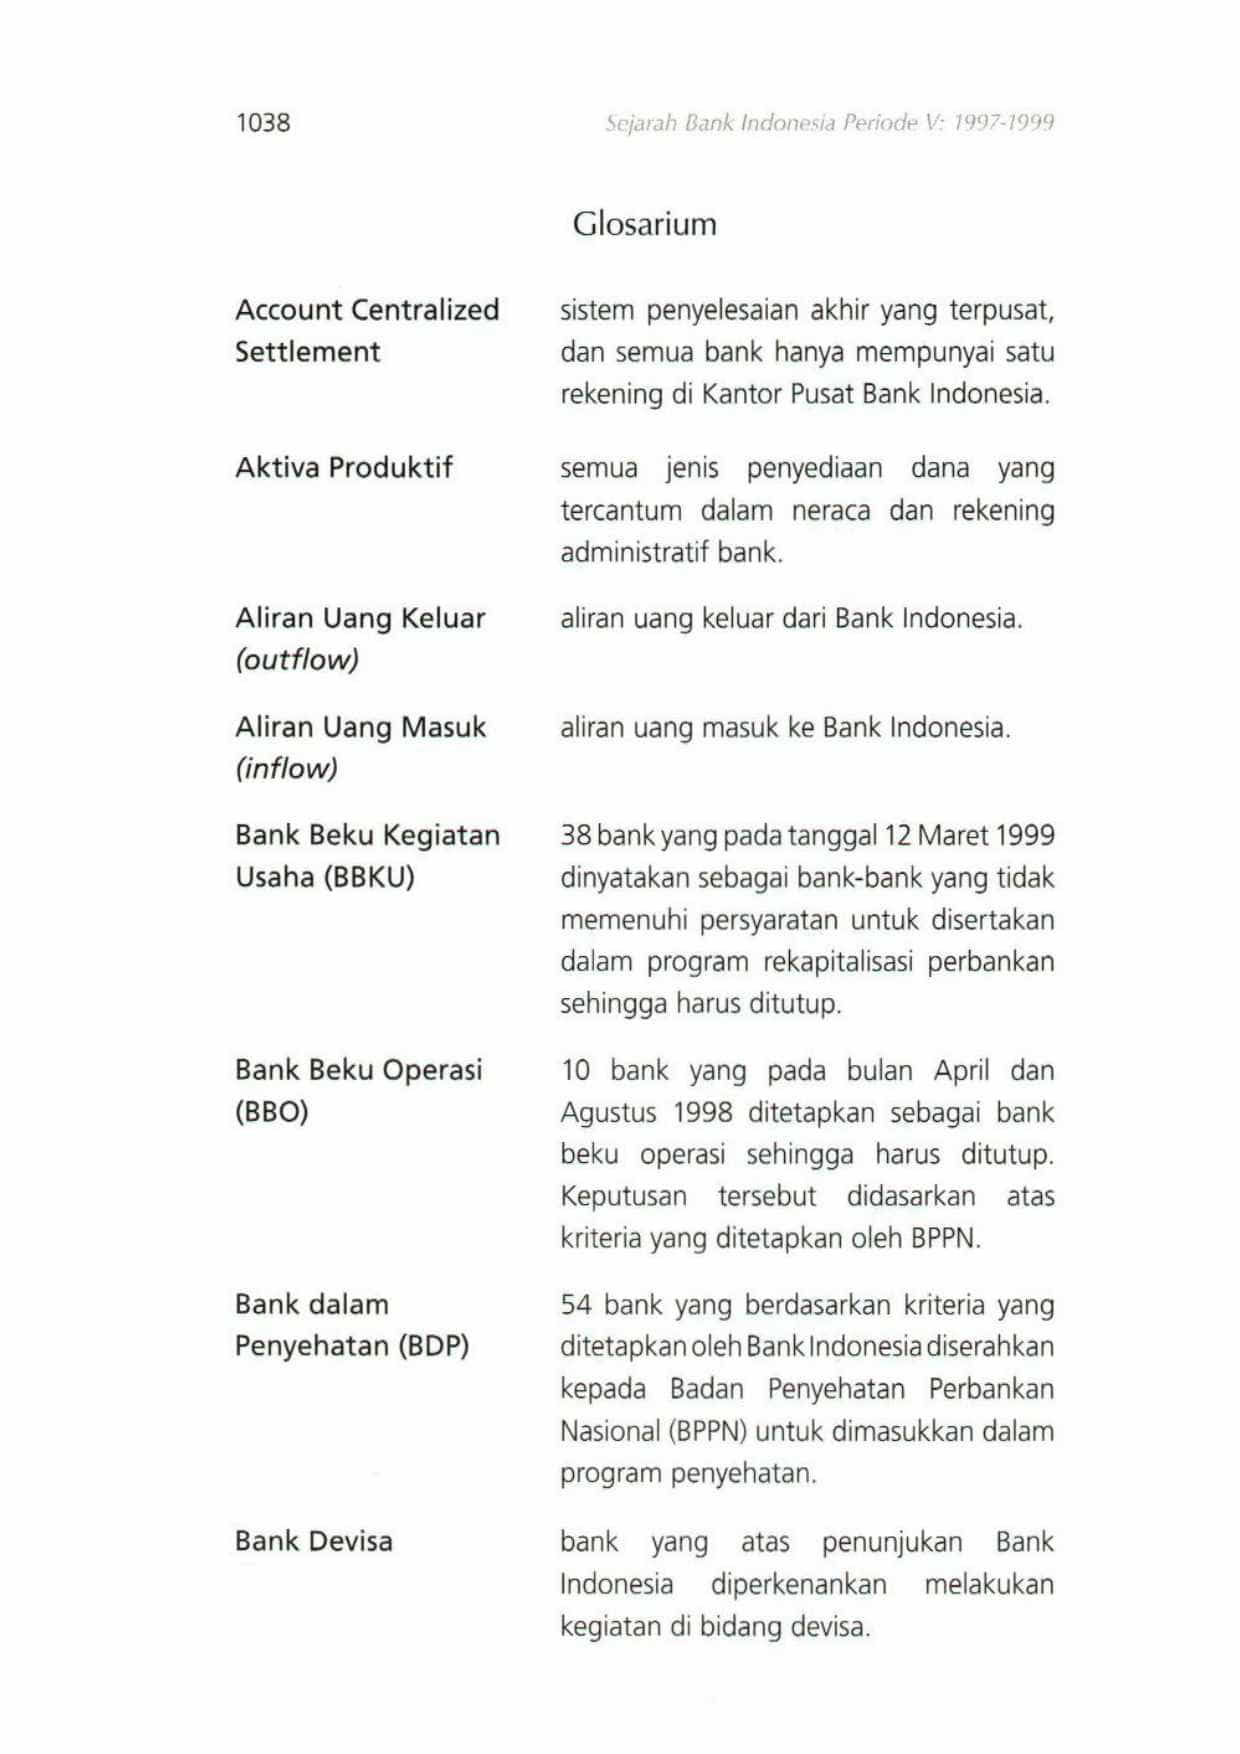 1038
Sejarah Bank Indonesia Periode V: 1997-1999
Glosarium
Account Centralized
Settlement
sistem penyelesaian akhir yang terpusat,
dan semua bank hanya mempunyai satu
rekening di Kantor Pusat Bank Indonesia.
Aktiva Produktif
semua jenis penyediaan dana yang
tercantum dalam neraca dan rekening
administratif bank.
Aliran Uang Keluar
(outflow)
aliran uang keluar dari Bank Indonesia.
Aliran Uang Masuk
(inflow)
aliran uang masuk ke Bank Indonesia.
Bank Beku Kegiatan
Usaha (BBKU)
38 bank yang pada tanggal 12 Maret 1999
dinyatakan sebagai bank-bank yang tidak
memenuhi persyaratan untuk disertakan
dalam program rekapitalisasi perbankan
sehingga harus ditutup.
Bank Beku Operasi
(BBO)
10 bank yang pada bulan April dan
Agustus 1998 ditetapkan sebagai bank
beku operasi sehingga harus ditutup.
Keputusan tersebut didasarkan atas
kriteria yang ditetapkan oleh BPPN.
Bank dalam
Penyehatan (BDP)
54 bank yang berdasarkan kriteria yang
ditetapkan oleh Bank Indonesia diserahkan
kepada Badan Penyehatan Perbankan
Nasional (BPPN) untuk dimasukkan dalam
program penyehatan.
Bank Devisa
bank yang atas penunjukan Bank
Indonesia diperkenankan melakukan
kegiatan di bidang devisa.